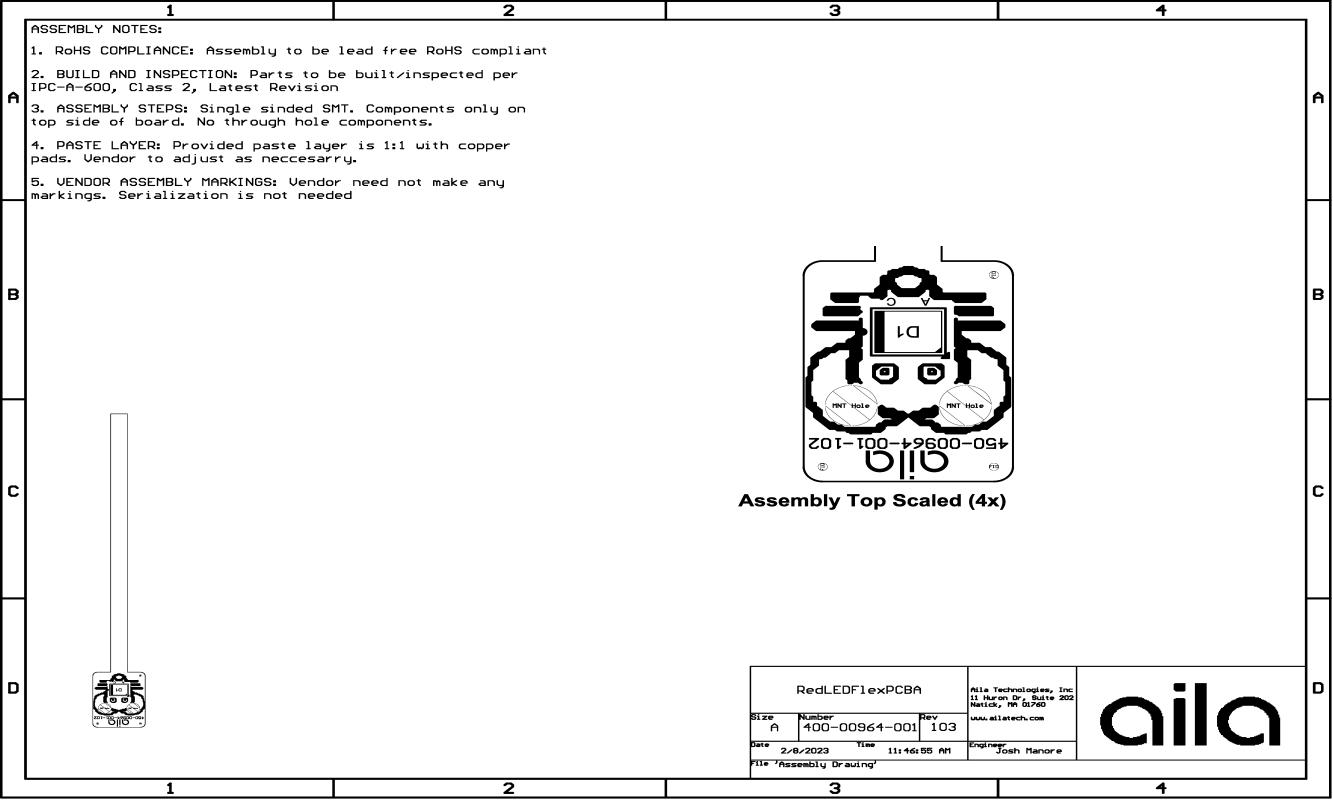 1 2 3 4
ASSEMBLY NOTES:
1. RoHS COMPLIANCE: Assembly to be lead free RoHS compliant
2. BUILD AND INSPECTION: Parts to be built/inspected per
IPC-A-600, Class 2, Latest Revision
3. ASSEMBLY STEPS: Single sinded SMT. Components only on
top side of board. No through hole components.
4. PASTE LAYER: Provided paste layer is 1:1 with copper
pads. Vendor to adjust as neccesarry.
5. VENDOR ASSEMBLY MARKINGS: Vendor need not make any
markings. Serialization is not needed
A A
B B
C A
D1
MNT Hole MNT Hole
450-00964-001-102
aila
Assembly Top Scaled (4x)
C C
D1
450-00964-001-102
aila
D D
RedLEDFlexPCBA
Size
A
Number
400-00964-001
Rev
103
Date
2/8/2023
Time
11:46:55 AM
File 'Assembly Drawing'
Aila Technologies, Inc
11 Huron Dr, Suite 202
Natick, MA 01760
www.ailatech.com
Engineer
Josh Manore
aila
1 2 3 4